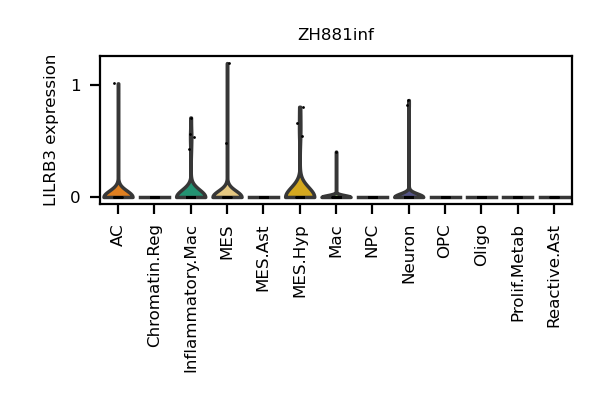 ZH881inf
LILRB3 expression
1
0
AC
Chromatin.Reg
Inflammatory.Mac
MES
MES.Ast
MES.Hyp
Mac
NPC
Neuron
OPC
Oligo
Prolif.Metab
Reactive.Ast